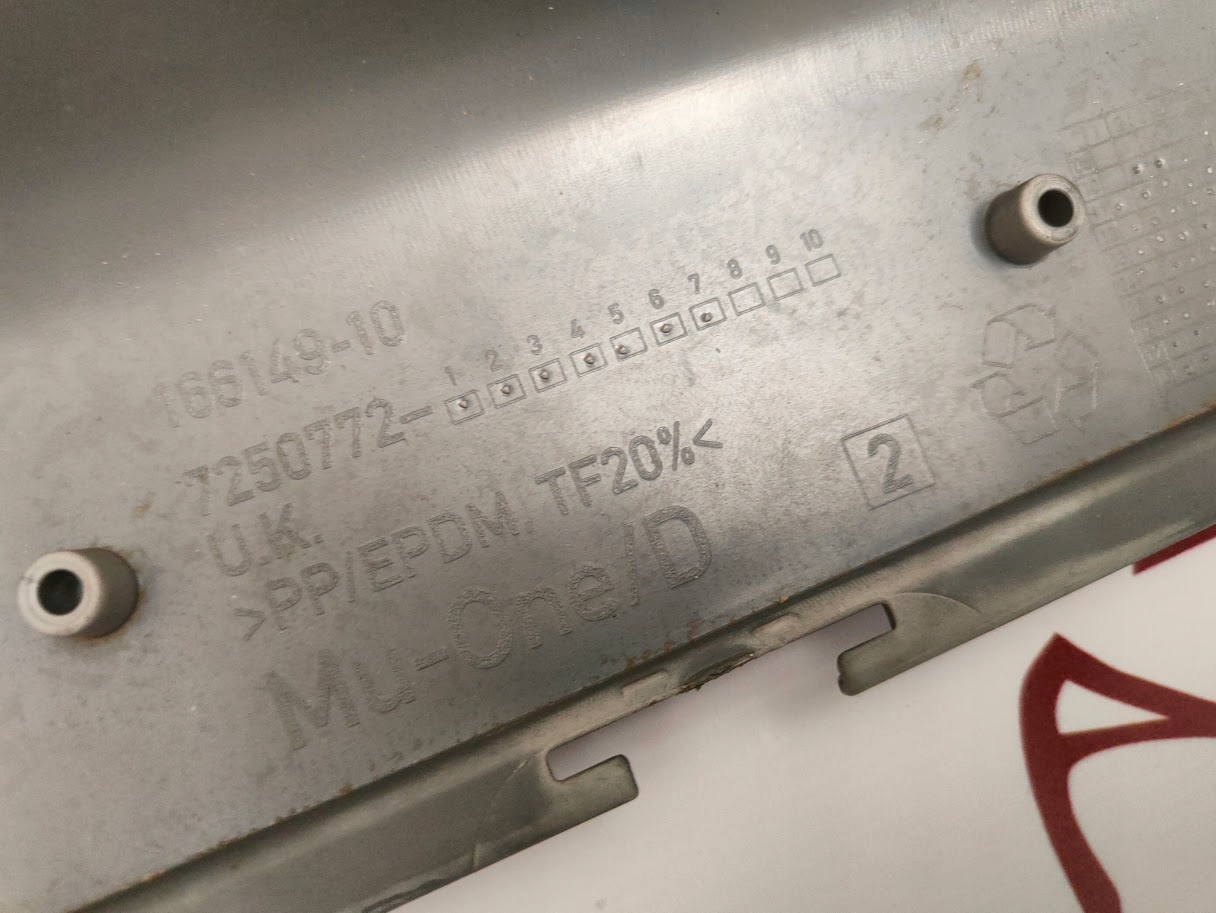 166149-10
7250772- 1 2 3 4 5 6 7 8 9 10
U.K.
>PP/EPDM, TF20%<
2
Mu-One/D